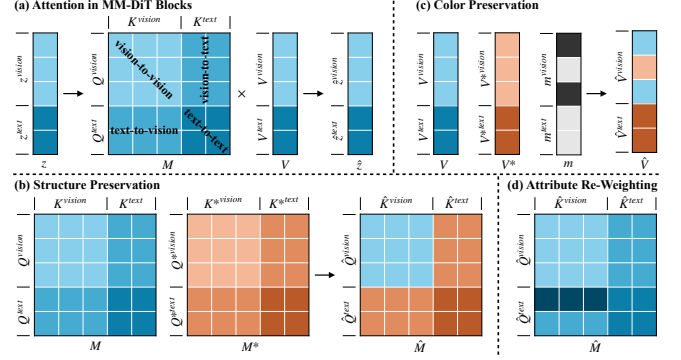 (a) Attention in MM-DiT Blocks
K^vision K^text
z^vision
z^text
z
Q^vision
Q^text
vision-to-vision
vision-to-text
text-to-vision
text-to-text
M
×
V^vision
V^text
V
ẑ^vision
ẑ^text
ẑ
(c) Color Preservation
V^vision
V^text
V
V*^vision
V*^text
V*
m^vision
m^text
m
V̂^vision
V̂^text
V̂
(b) Structure Preservation
K^vision K^text
Q^vision
Q^text
M
K*^vision K*^text
Q*^vision
Q*^text
M*
K̂^vision K̂^text
Q̂^vision
Q̂^text
M̂
(d) Attribute Re-Weighting
K̂^vision K̂^text
Q̂^vision
Q̂^text
M̂